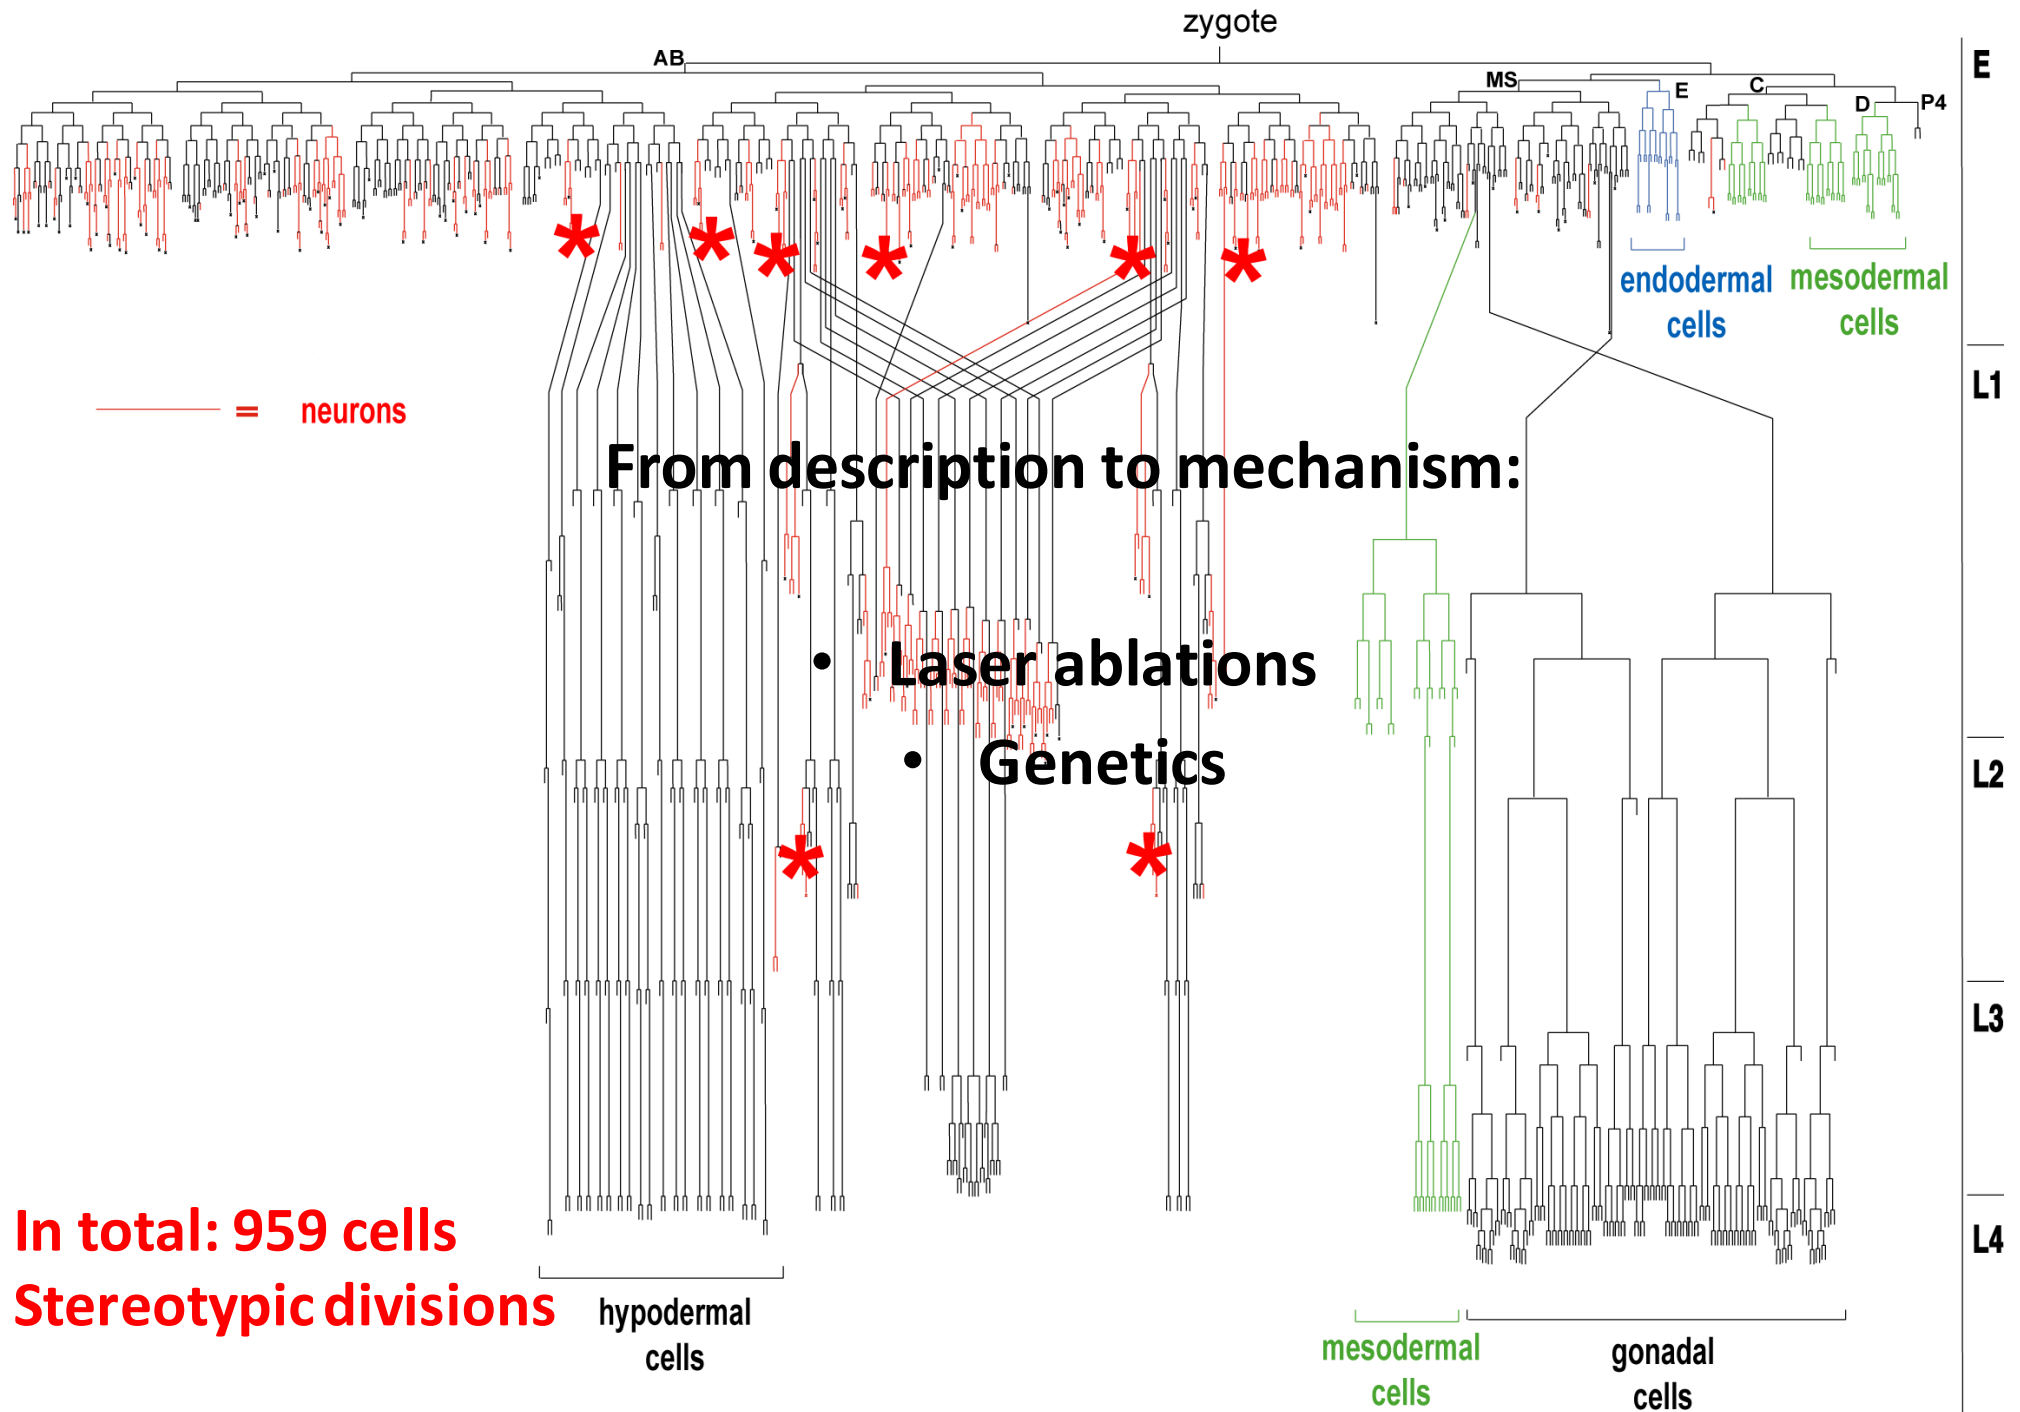 zygote
AB
E
MS
E
C
D
P4
endodermal
cells
mesodermal
cells
L1
= neurons
From description to mechanism:
• Laser ablations
• Genetics
L2
L3
In total: 959 cells
Stereotypic divisions
L4
hypodermal
cells
mesodermal
cells
gonadal
cells